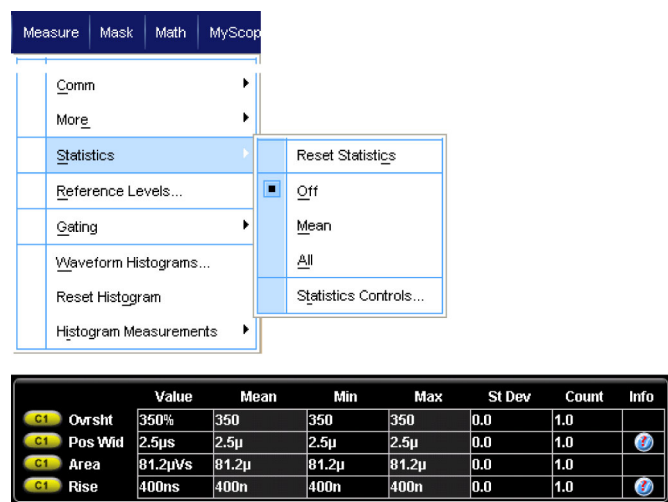 Measure Mask Math MyScop
Comm
More
Statistics
Reset Statistics
Reference Levels...
Off
Gating
Mean
Waveform Histograms...
All
Reset Histogram
Statistics Controls...
Histogram Measurements
Value Mean Min Max St Dev Count Info
C1 Ovrsht 350% 350 350 350 0.0 1.0
C1 Pos Wid 2.5µs 2.5µ 2.5µ 2.5µ 0.0 1.0
C1 Area 81.2µVs 81.2µ 81.2µ 81.2µ 0.0 1.0
C1 Rise 400ns 400n 400n 400n 0.0 1.0